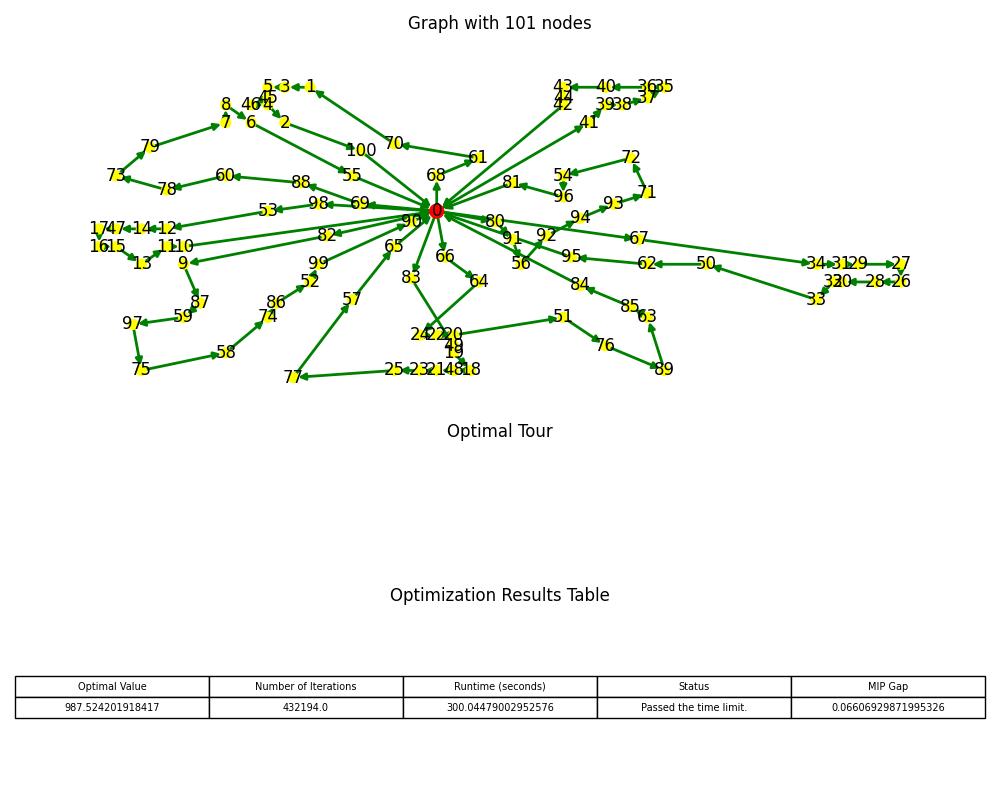 Graph with 101 nodes
5 3 1 43 40 36 35
45 44 37
8 46 4 42 39 38
7 6 2 41
79 100 70 61 72
73 60 55 68 54
78 88 81 96 71
53 98 69 0 94 93
17 47 14 12 82 90 80 92 67
16 15 11 10 65 91
13 9 99 66 56 95 62 50 34 31 29 27
52 83 64 84 32 30 28 26
87 86 57 85 33
97 59 74 51 63
24 22 20
58 49 76
19
75 77 25 23 21 48 18 89
Optimal Tour
Optimization Results Table
Optimal Value Number of Iterations Runtime (seconds) Status MIP Gap
987.524201918417 432194.0 300.04479002952576 Passed the time limit. 0.06606929871995326